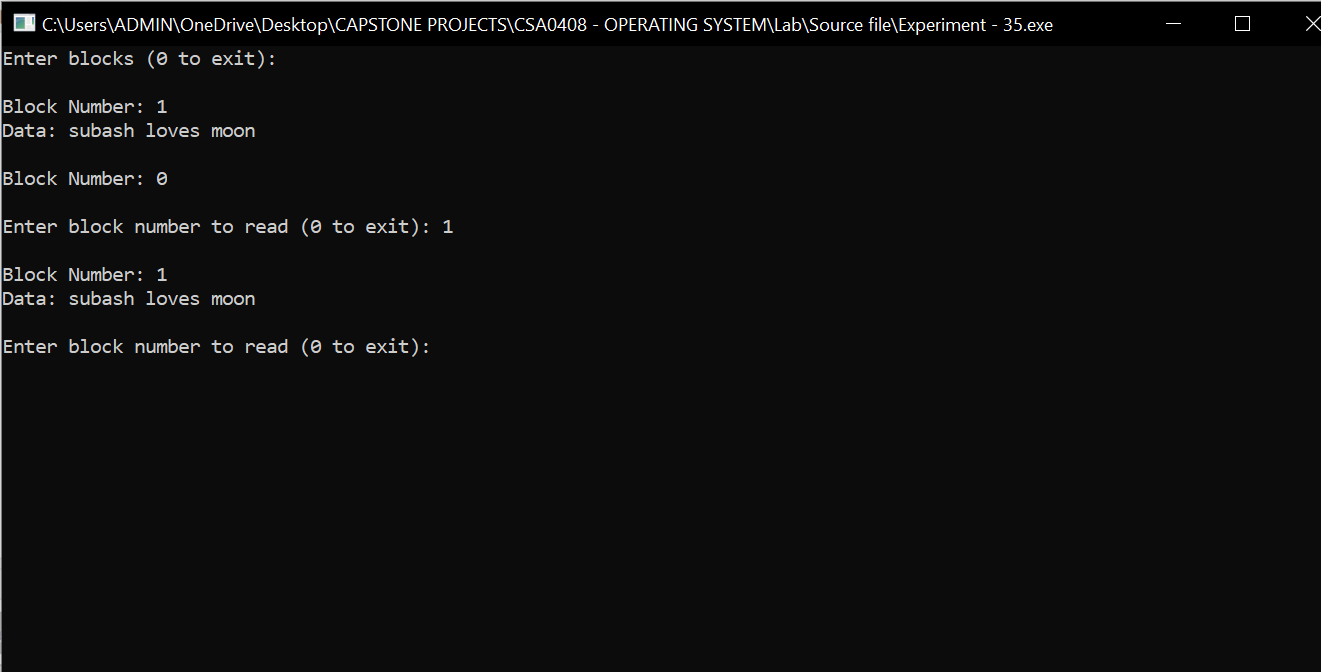 C:\Users\ADMIN\OneDrive\Desktop\CAPSTONE PROJECTS\CSA0408 - OPERATING SYSTEM\Lab\Source file\Experiment - 35.exe
Enter blocks (0 to exit):
Block Number: 1
Data: subash loves moon
Block Number: 0
Enter block number to read (0 to exit): 1
Block Number: 1
Data: subash loves moon
Enter block number to read (0 to exit):